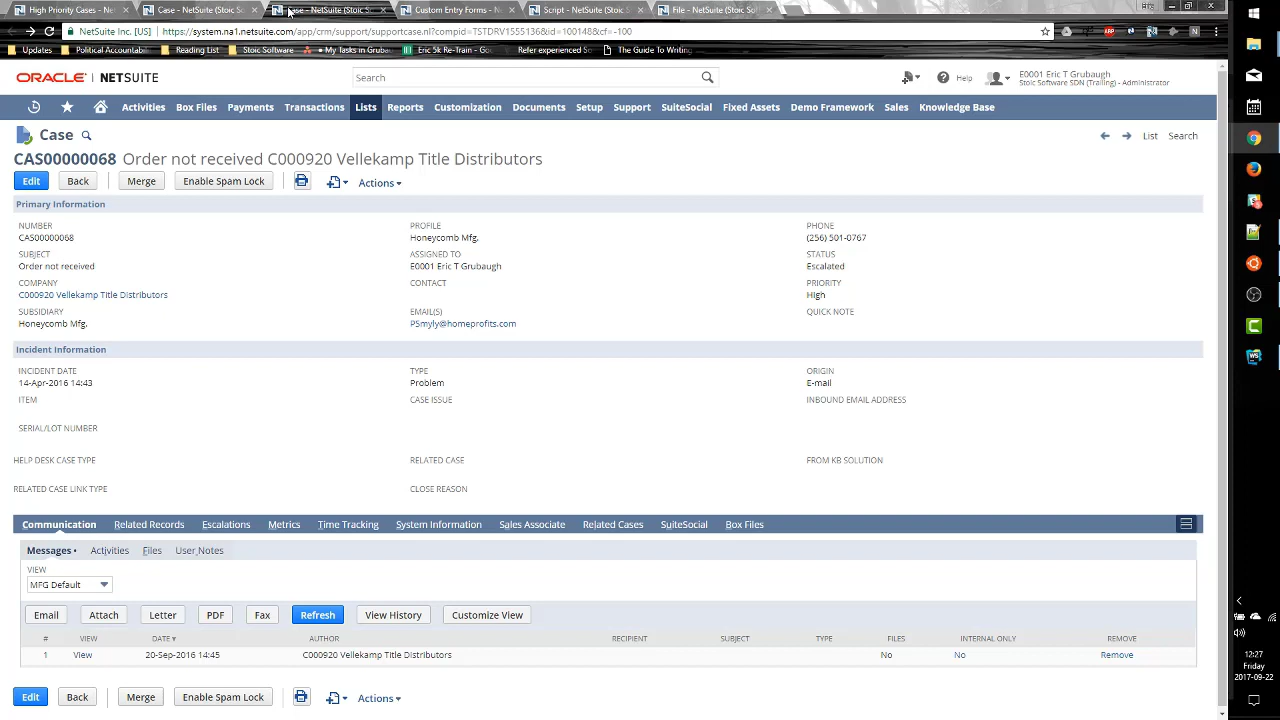 High Priority Cases - Net
Case - NetSuite (Stoic So
Case - NetSuite (Stoic S
Custom Entry Forms - N
Script - NetSuite (Stoic S
File - NetSuite (Stoic So
NetSuite Inc. [US] https://system.na1.netsuite.com/app/crm/support/supportcase.nl?compid=TSTDRV1555136&id=100148&cf=-100
Updates Political Accountabi Reading List Stoic Software My Tasks in Gruba Eric 5k Re-Train - Go Refer experienced So The Guide To Writing
ORACLE NETSUITE Search Help E0001 Eric T Grubaugh
Stoic Software SDN (Trailing) - Administrator
Activities Box Files Payments Transactions Lists Reports Customization Documents Setup Support SuiteSocial Fixed Assets Demo Framework Sales Knowledge Base
Case List Search
CAS00000068 Order not received C000920 Vellekamp Title Distributors
Edit Back Merge Enable Spam Lock Actions
Primary Information
NUMBER PROFILE PHONE
CAS00000068 Honeycomb Mfg. (256) 501-0767
SUBJECT ASSIGNED TO STATUS
Order not received E0001 Eric T Grubaugh Escalated
COMPANY CONTACT PRIORITY
C000920 Vellekamp Title Distributors High
SUBSIDIARY EMAIL(S) QUICK NOTE
Honeycomb Mfg. PSmyly@homeprofits.com
Incident Information
INCIDENT DATE TYPE ORIGIN
14-Apr-2016 14:43 Problem E-mail
ITEM CASE ISSUE INBOUND EMAIL ADDRESS
SERIAL/LOT NUMBER
HELP DESK CASE TYPE RELATED CASE FROM KB SOLUTION
RELATED CASE LINK TYPE CLOSE REASON
Communication Related Records Escalations Metrics Time Tracking System Information Sales Associate Related Cases SuiteSocial Box Files
Messages • Activities Files User Notes
VIEW
MFG Default
Email Attach Letter PDF Fax Refresh View History Customize View
# VIEW DATE AUTHOR RECIPIENT SUBJECT TYPE FILES INTERNAL ONLY REMOVE
1 View 20-Sep-2016 14:45 C000920 Vellekamp Title Distributors No No Remove
Edit Back Merge Enable Spam Lock Actions
12:27
Friday
2017-09-22